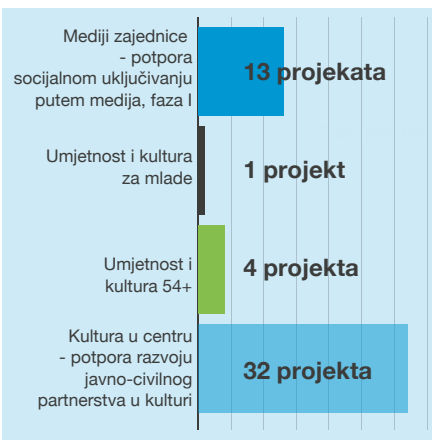 Mediji zajednice
- potpora
socijalnom uključivanju
putem medija, faza I
13 projekata
Umjetnost i kultura
za mlade
1 projekt
Umjetnost i
kultura 54+
4 projekta
Kultura u centru
- potpora razvoju
javno-civilnog
partnerstva u kulturi
32 projekta